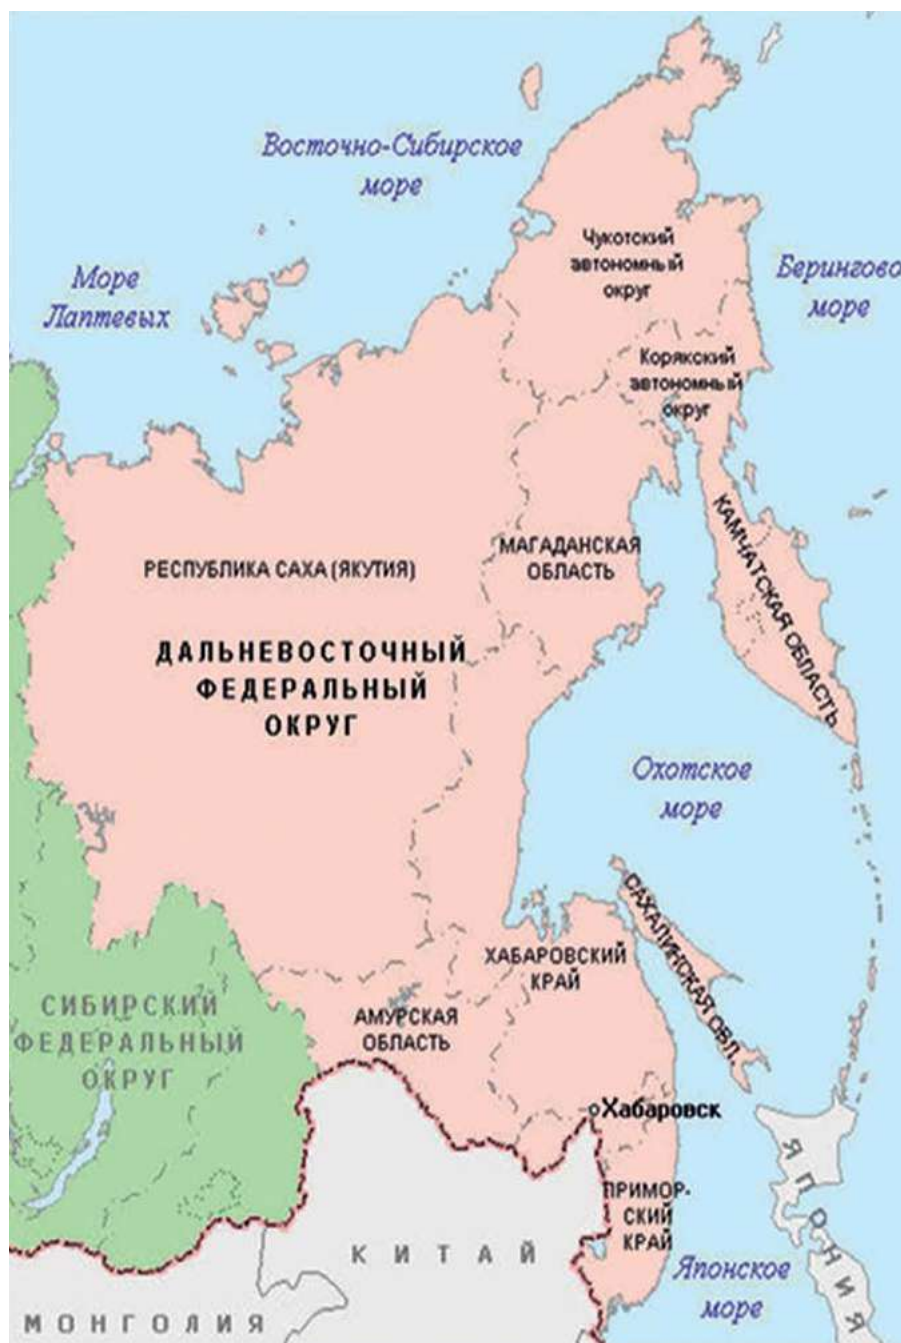 Восточно-Сибирское
море
Чукотский
автономный
округ
Море
Лаптевых
Берингово
море
Корякский
автономный
округ
КАМЧАТСКАЯ ОБЛАСТЬ
МАГАДАНСКАЯ
ОБЛАСТЬ
РЕСПУБЛИКА САХА (ЯКУТИЯ)
ДАЛЬНЕВОСТОЧНЫЙ
ФЕДЕРАЛЬНЫЙ
ОКРУГ
Охотское
море
САХАЛИНСКАЯ ОБЛ.
ХАБАРОВСКИЙ
КРАЙ
СИБИРСКИЙ
ФЕДЕРАЛЬНЫЙ
ОКРУГ
АМУРСКАЯ
ОБЛАСТЬ
Хабаровск
ПРИМОР-
СКИЙ
КРАЙ
ЯПОНИЯ
КИТАЙ
Японское
море
МОНГОЛИЯ